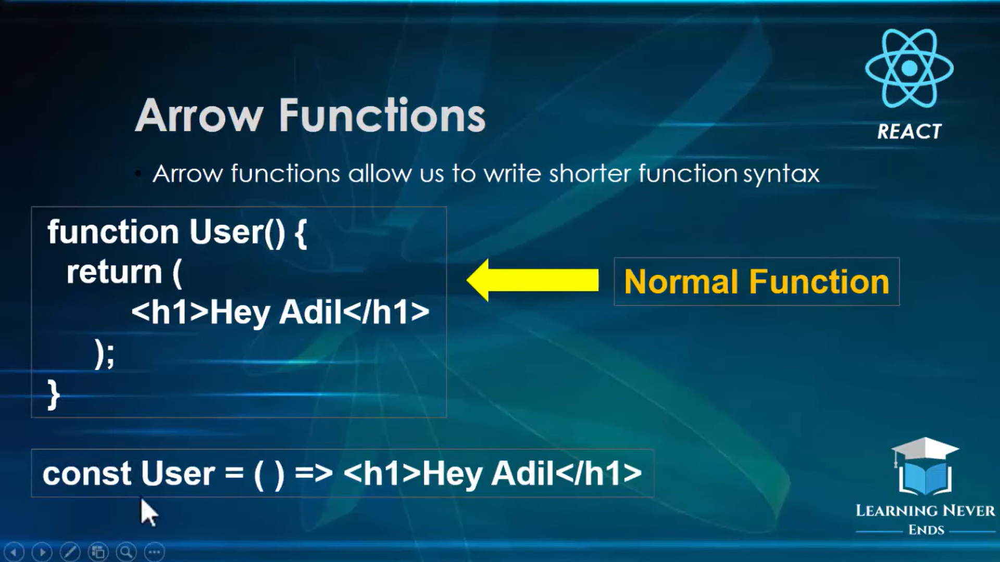 REACT
Arrow Functions
• Arrow functions allow us to write shorter function syntax
function User() {
return (
<h1>Hey Adil</h1>
);
}
Normal Function
const User = ( ) => <h1>Hey Adil</h1>
LEARNING NEVER
ENDS